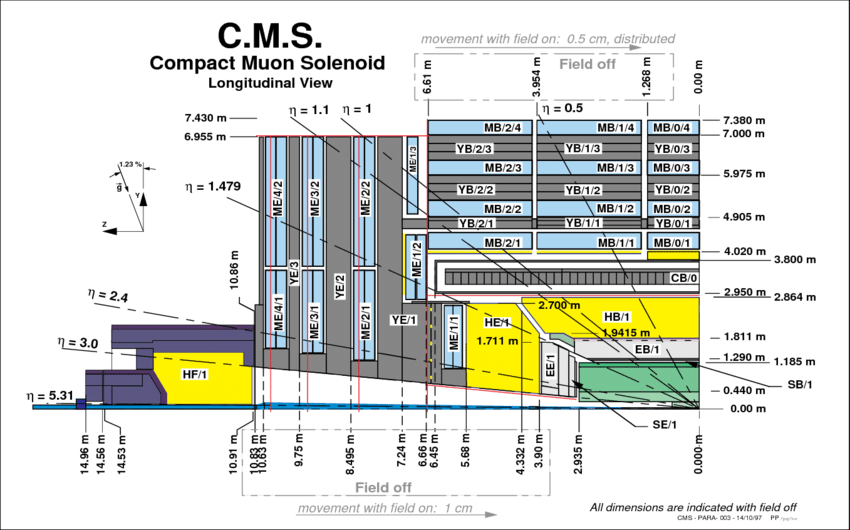 C.M.S.
Compact Muon Solenoid
Longitudinal View
movement with field on: 0.5 cm, distributed
Field off
6.61 m
3.954 m
1.268 m
0.00 m
η = 1.1
η = 1
η = 0.5
7.430 m
6.955 m
η = 1.479
η = 2.4
η = 3.0
η = 5.31
1.23 %
g
Y
Z
MB/2/4
MB/1/4
MB/0/4
YB/2/3
YB/1/3
YB/0/3
MB/2/3
MB/1/3
MB/0/3
YB/2/2
YB/1/2
YB/0/2
MB/2/2
MB/1/2
MB/0/2
YB/2/1
YB/1/1
YB/0/1
MB/2/1
MB/1/1
MB/0/1
7.380 m
7.000 m
5.975 m
4.905 m
4.020 m
3.800 m
2.950 m
2.864 m
1.811 m
1.290 m
1.185 m
0.440 m
0.00 m
ME/4/2
ME/3/2
ME/2/2
ME/1/3
YE/3
YE/2
ME/1/2
ME/4/1
ME/3/1
ME/2/1
YE/1
ME/1/1
HE/1
1.711 m
2.700 m
CB/0
HB/1
1.9415 m
EB/1
EE/1
SB/1
SE/1
HF/1
10.86 m
14.96 m
14.56 m
14.53 m
10.91 m
10.83 m
10.63 m
9.75 m
8.495 m
7.24 m
6.66 m
6.45 m
5.68 m
4.332 m
3.90 m
2.935 m
0.000 m
Field off
movement with field on: 1 cm
All dimensions are indicated with field off
CMS - PARA- 003 - 14/10/97 PP